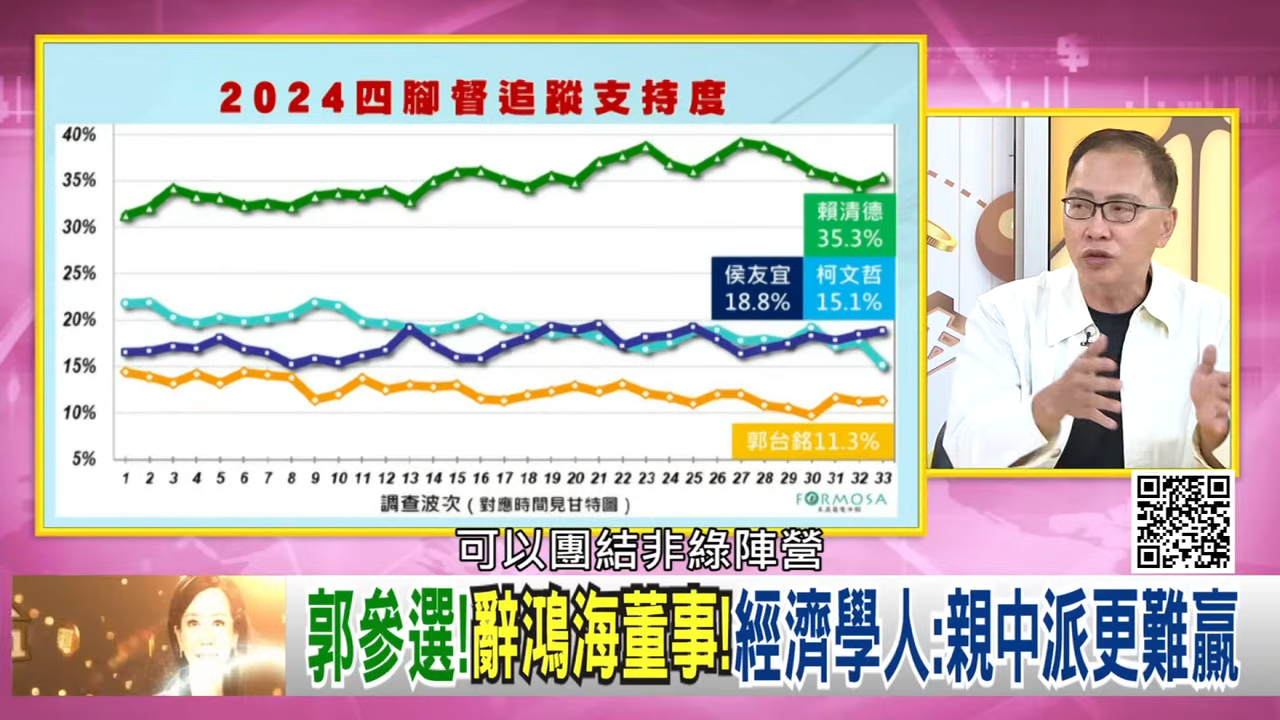 2024四腳督追蹤支持度
40%
35%
30%
25%
20%
15%
10%
5%
賴清德
35.3%
侯友宜
18.8%
柯文哲
15.1%
郭台銘11.3%
1 2 3 4 5 6 7 8 9 10 11 12 13 14 15 16 17 18 19 20 21 22 23 24 25 26 27 28 29 30 31 32 33
調查波次(對應時間見甘特圖)
FORMOSA
可以團結非綠陣營
郭參選!辭鴻海董事!經濟學人:親中派更難贏